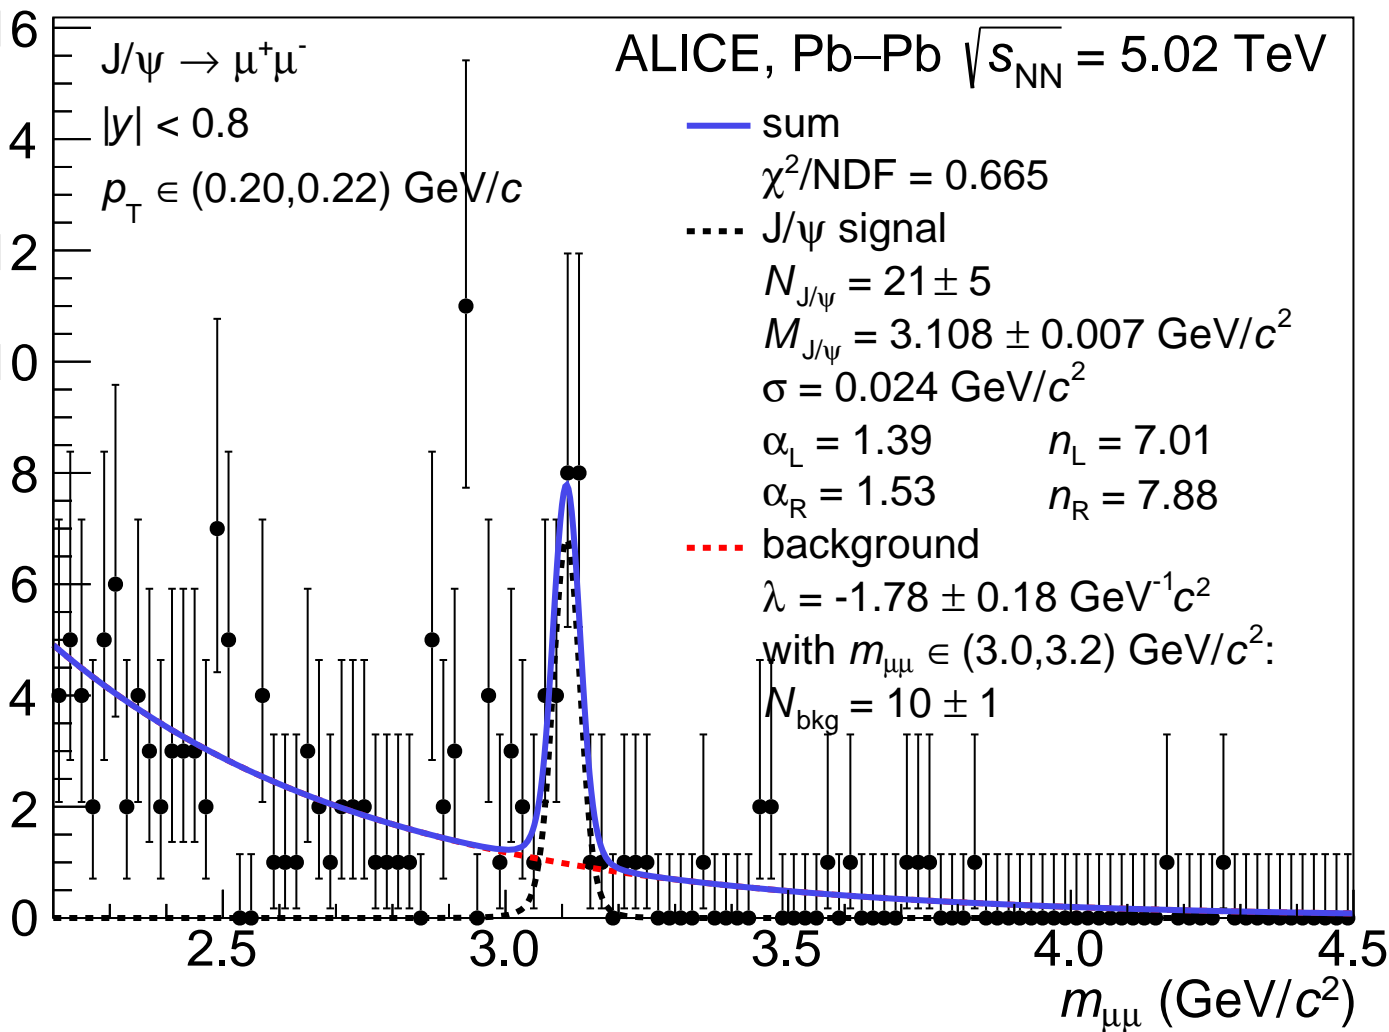 J/ψ → μ⁺μ⁻
|y| < 0.8
p_T ∈ (0.20,0.22) GeV/c
ALICE, Pb–Pb √s_NN = 5.02 TeV
sum
χ²/NDF = 0.665
J/ψ signal
N_J/ψ = 21 ± 5
M_J/ψ = 3.108 ± 0.007 GeV/c²
σ = 0.024 GeV/c²
α_L = 1.39 n_L = 7.01
α_R = 1.53 n_R = 7.88
background
λ = -1.78 ± 0.18 GeV⁻¹c²
with m_μμ ∈ (3.0,3.2) GeV/c²:
N_bkg = 10 ± 1
6
4
2
0
8
6
4
2
0
2.5 3.0 3.5 4.0 4.5
m_μμ (GeV/c²)